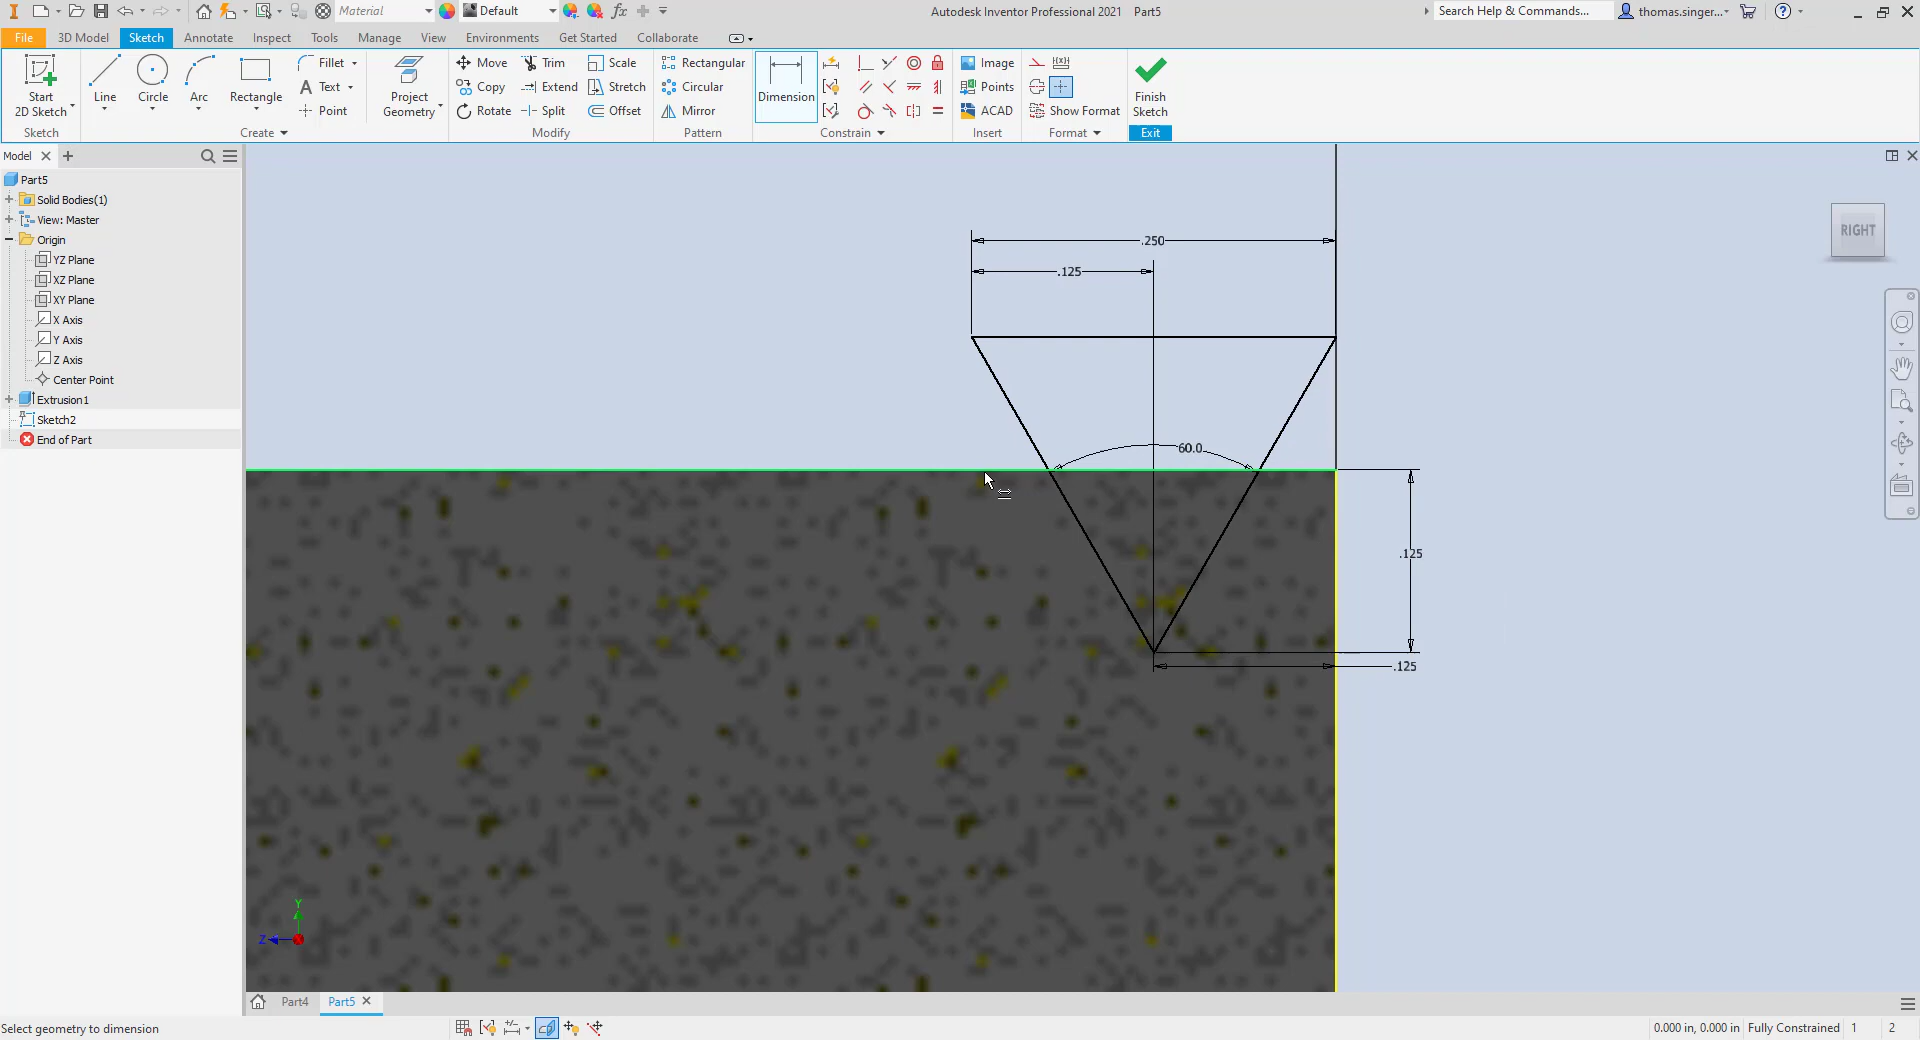 Material
Default
fx
Autodesk Inventor Professional 2021 Part5
Search Help & Commands...
thomas.singer...
File
3D Model
Sketch
Annotate
Inspect
Tools
Manage
View
Environments
Get Started
Collaborate
Start
2D Sketch
Line
Circle
Arc
Rectangle
Fillet
Text
Point
Project
Geometry
Move
Copy
Rotate
Trim
Extend
Split
Scale
Stretch
Offset
Rectangular
Circular
Mirror
Dimension
Image
Points
ACAD
Show Format
Finish
Sketch
Sketch
Create
Modify
Pattern
Constrain
Insert
Format
Exit
Model
Part5
Solid Bodies(1)
View: Master
Origin
YZ Plane
XZ Plane
XY Plane
X Axis
Y Axis
Z Axis
Center Point
Extrusion1
Sketch2
End of Part
RIGHT
.250
.125
60.0
.125
.125
Y
Z
Part4
Part5
Select geometry to dimension
0.000 in, 0.000 in
Fully Constrained
1
2